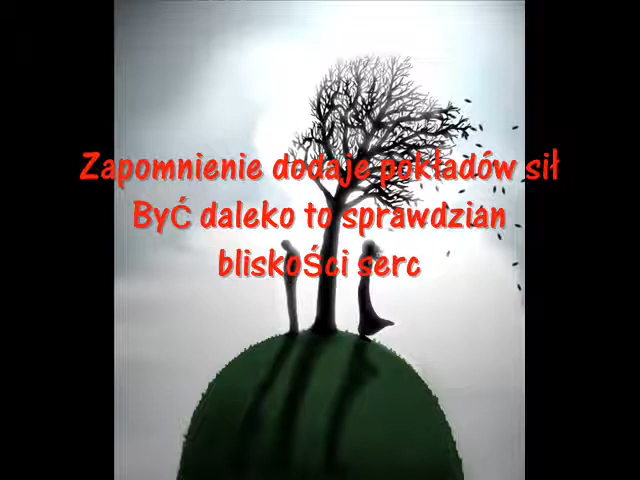 Zapomnienie dodaje pokładów sił
Być daleko to sprawdzian
bliskości serc